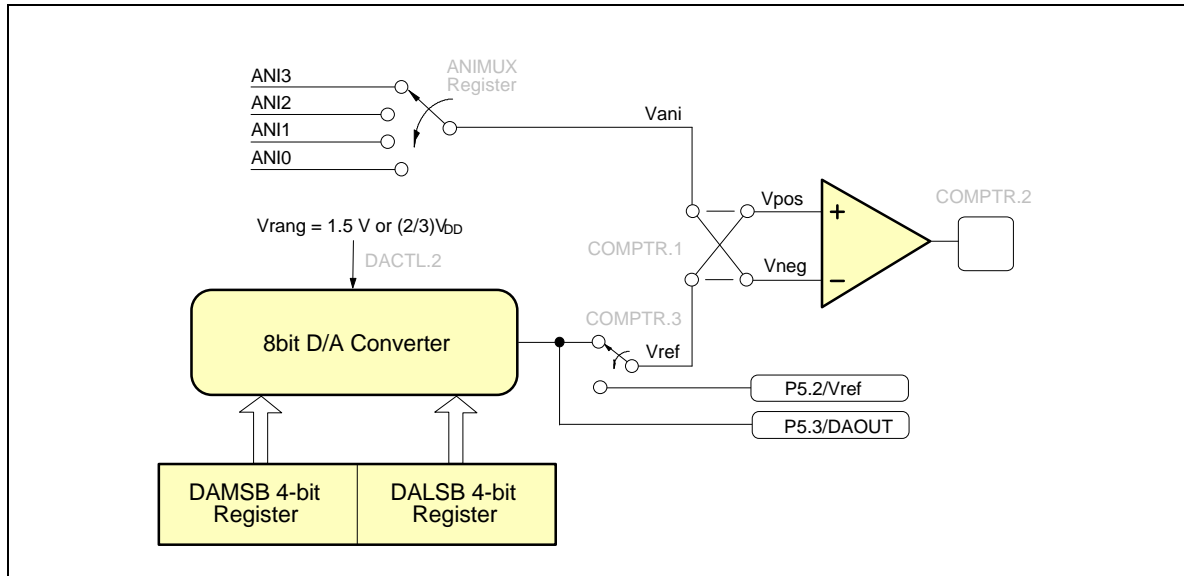 ANI3
ANI2
ANI1
ANI0
ANIMUX
Register
Vani
Vrang = 1.5 V or (2/3)VDD
DACTL.2
8bit D/A Converter
COMPTR.1
COMPTR.3
Vref
Vpos
Vneg
+
−
COMPTR.2
P5.2/Vref
P5.3/DAOUT
DAMSB 4-bit
Register
DALSB 4-bit
Register